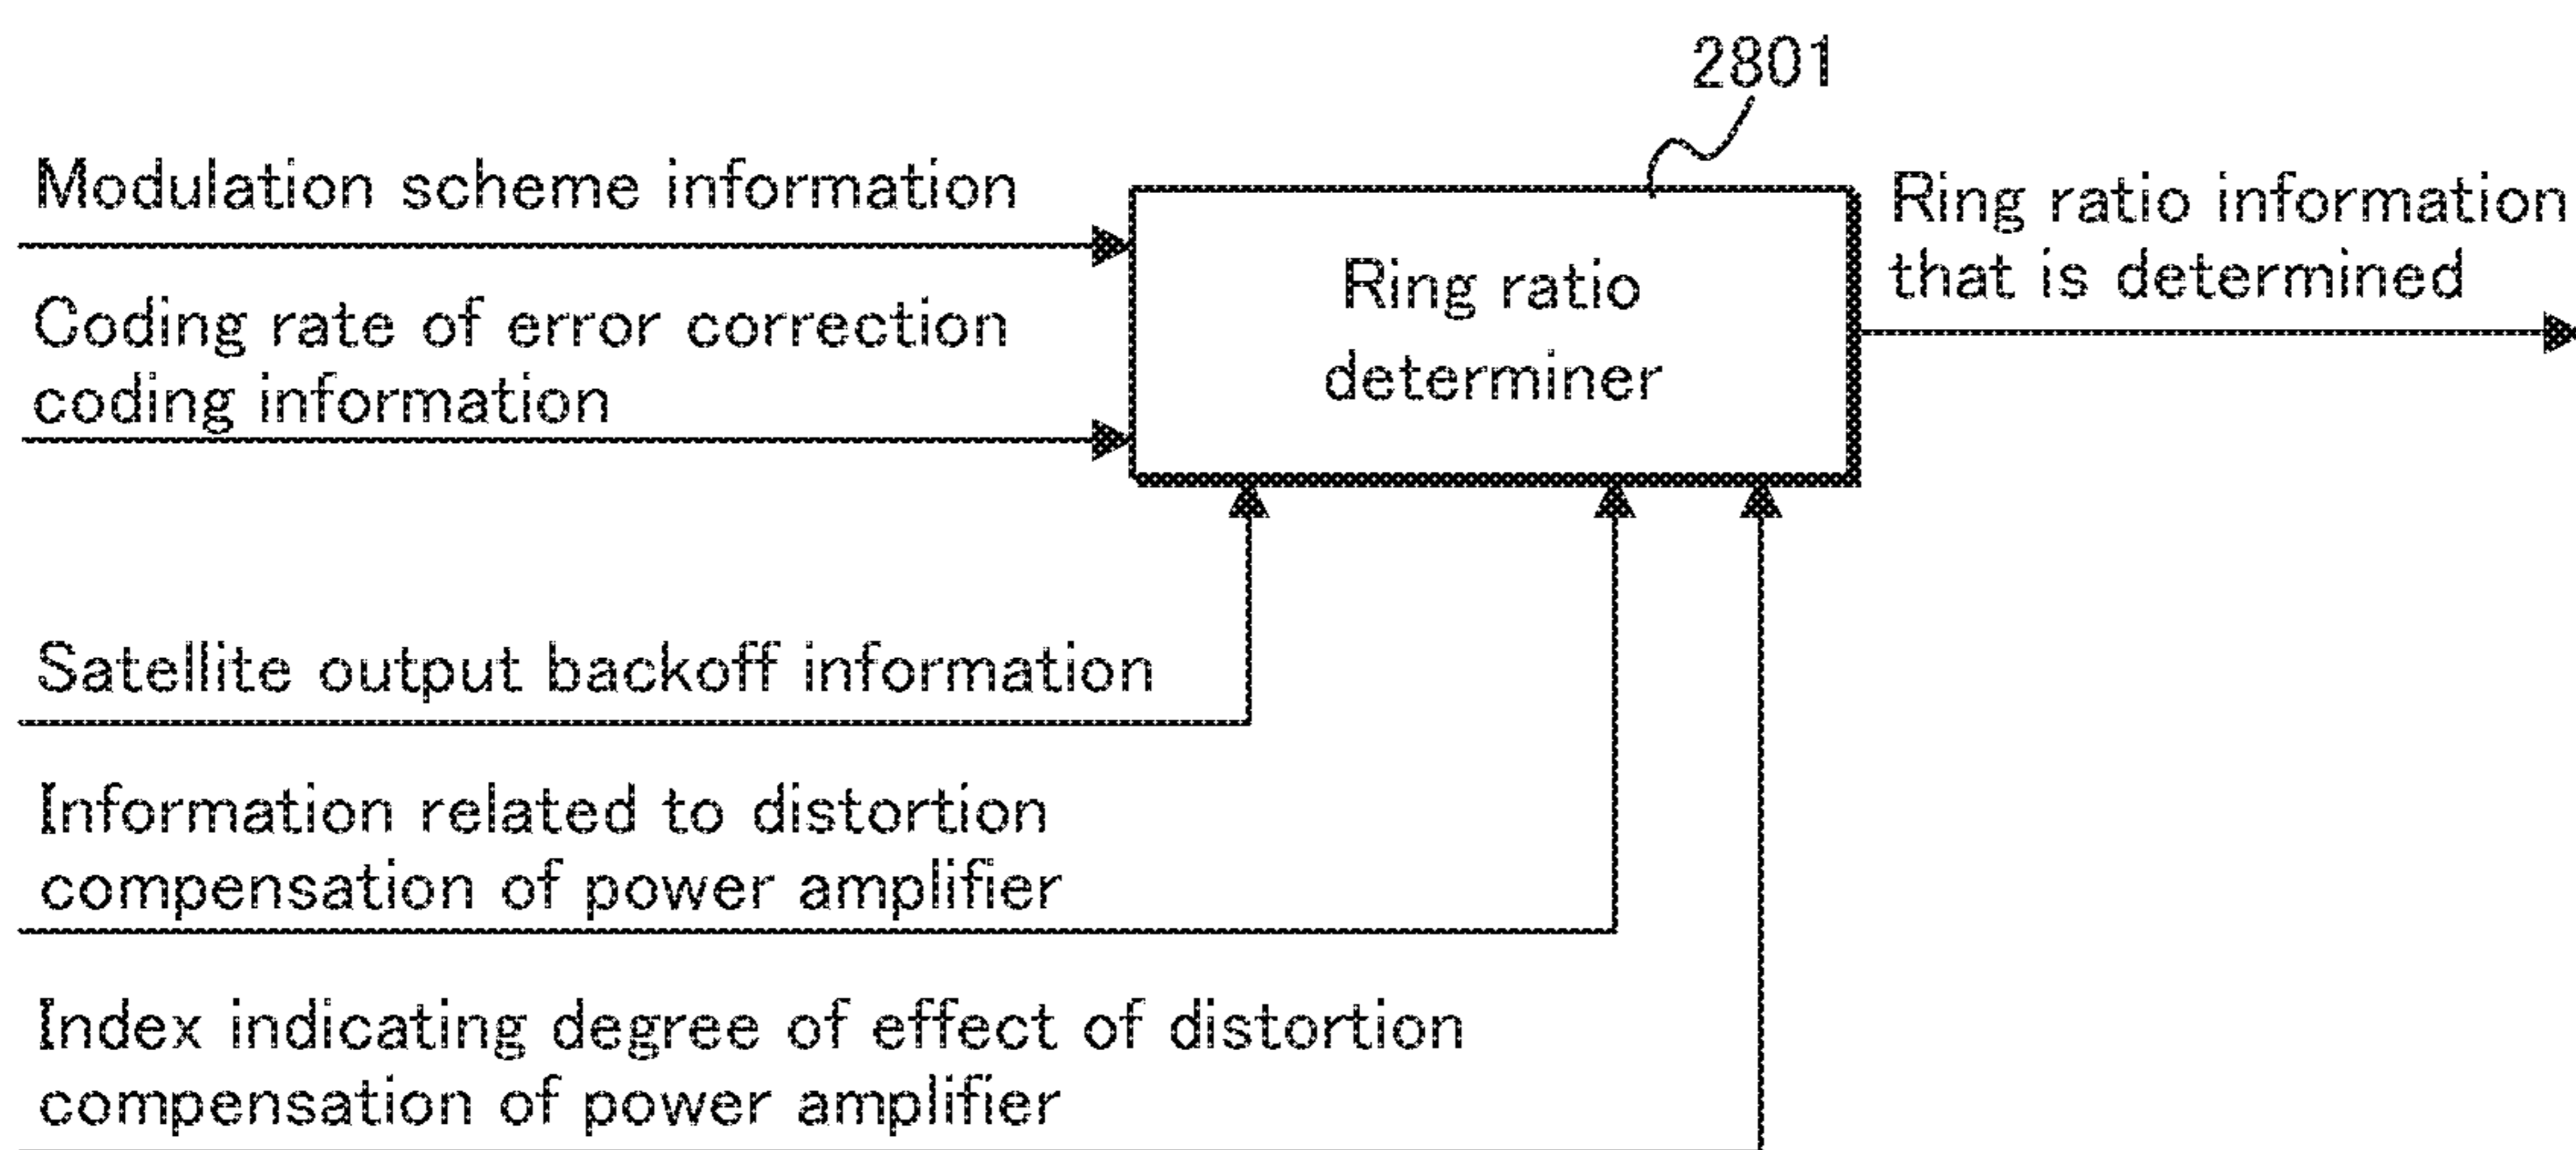 2801
Modulation scheme information
Coding rate of error correction
coding information
Ring ratio
determiner
Ring ratio information
that is determined
Satellite output backoff information
Information related to distortion
compensation of power amplifier
Index indicating degree of effect of distortion
compensation of power amplifier